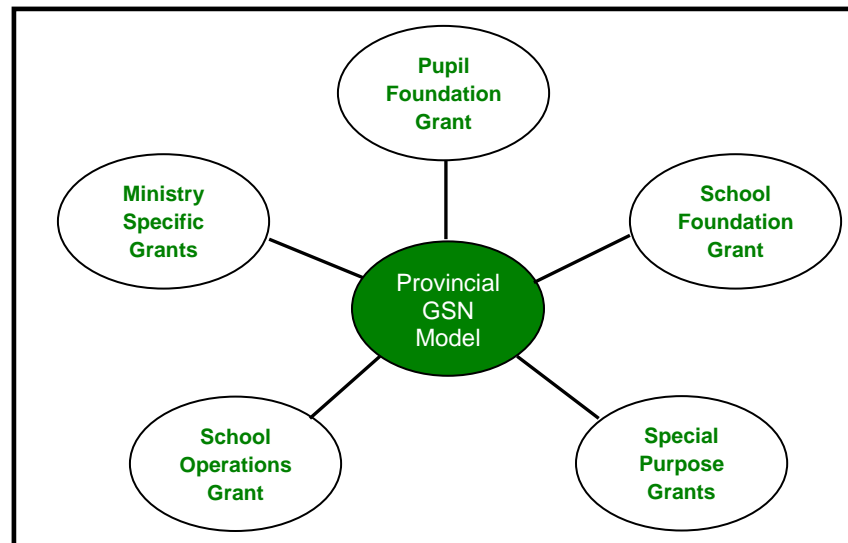 Pupil
Foundation
Grant
Ministry
Specific
Grants
School
Foundation
Grant
Provincial
GSN
Model
School
Operations
Grant
Special
Purpose
Grants